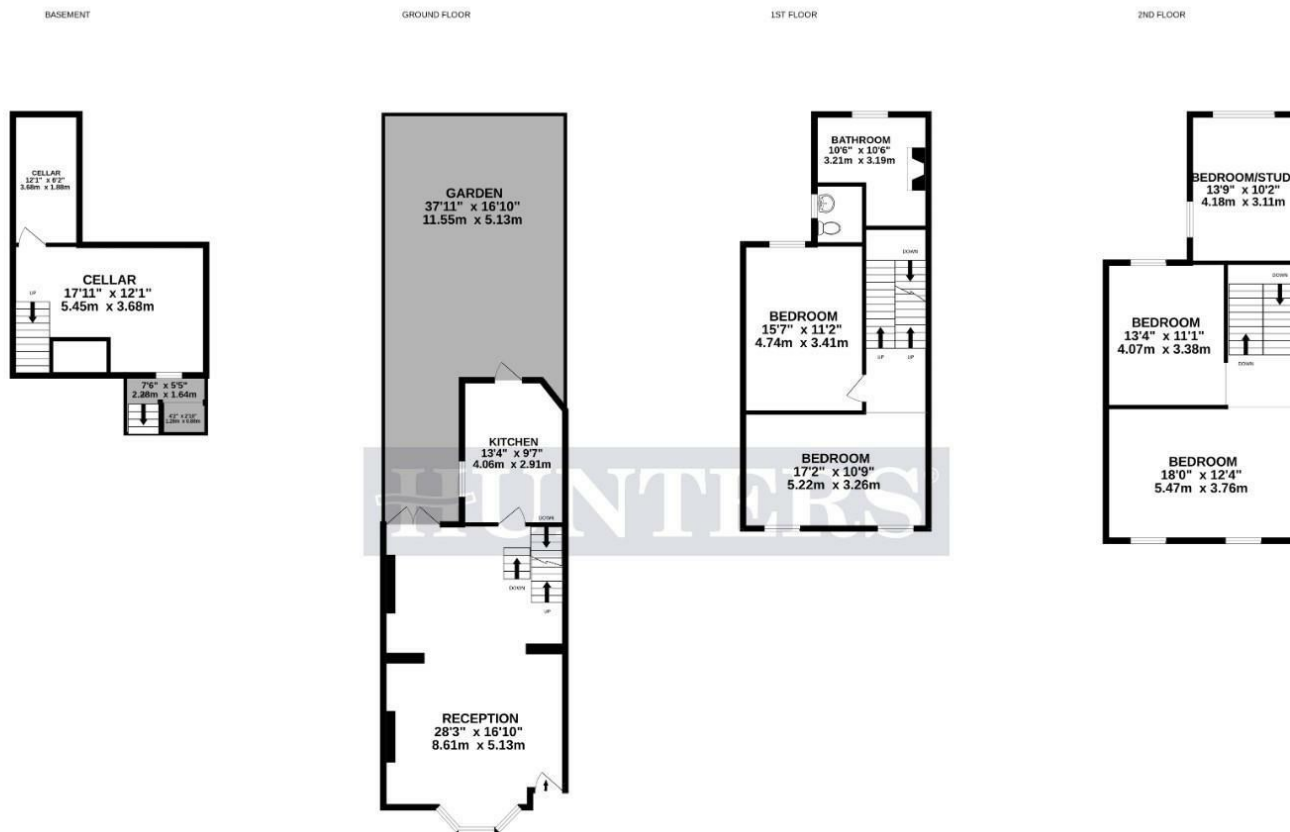 BASEMENT
GROUND FLOOR
1ST FLOOR
2ND FLOOR
CELLAR
12'1" x 6'2"
3.68m x 1.88m
UP
CELLAR
17'11" x 12'1"
5.45m x 3.68m
7'6" x 5'5"
2.28m x 1.64m
GARDEN
37'11" x 16'10"
11.55m x 5.13m
KITCHEN
13'4" x 9'7"
4.06m x 2.91m
DOWN
DOWN
UP
RECEPTION
28'3" x 16'10"
8.61m x 5.13m
BATHROOM
10'6" x 10'6"
3.21m x 3.19m
DOWN
BEDROOM
15'7" x 11'2"
4.74m x 3.41m
UP
UP
BEDROOM
17'2" x 10'9"
5.22m x 3.26m
BEDROOM/STUD
13'9" x 10'2"
4.18m x 3.11m
DOWN
BEDROOM
13'4" x 11'1"
4.07m x 3.38m
DOWN
BEDROOM
18'0" x 12'4"
5.47m x 3.76m
HUNTERS®